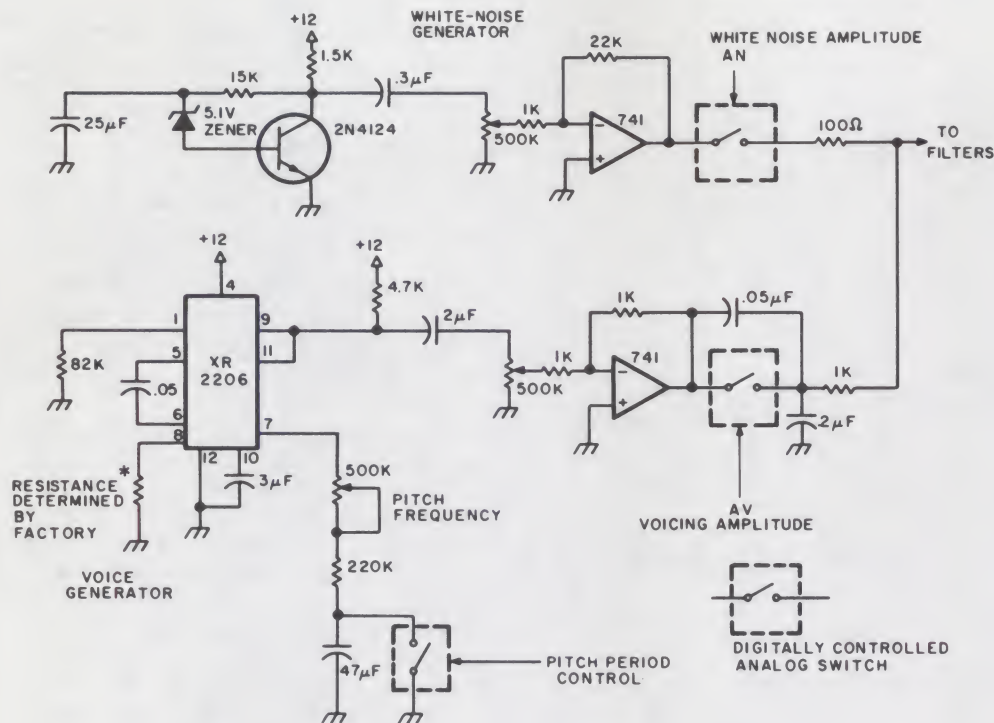 WHITE-NOISE
GENERATOR
+12
1.5K
15K
.3μF
25μF
5.1V
ZENER
2N4124
500K
1K
22K
741
-
+
WHITE NOISE AMPLITUDE
AN
100Ω
TO
FILTERS
+12
4
1
9
11
5
6
8
7
12
10
XR
2206
82K
.05
3μF
4.7K
2μF
500K
1K
1K
741
-
+
.05μF
1K
.2μF
AV
VOICING AMPLITUDE
*
RESISTANCE
DETERMINED
BY
FACTORY
VOICE
GENERATOR
500K
PITCH
FREQUENCY
220K
47μF
PITCH PERIOD
CONTROL
DIGITALLY CONTROLLED
ANALOG SWITCH